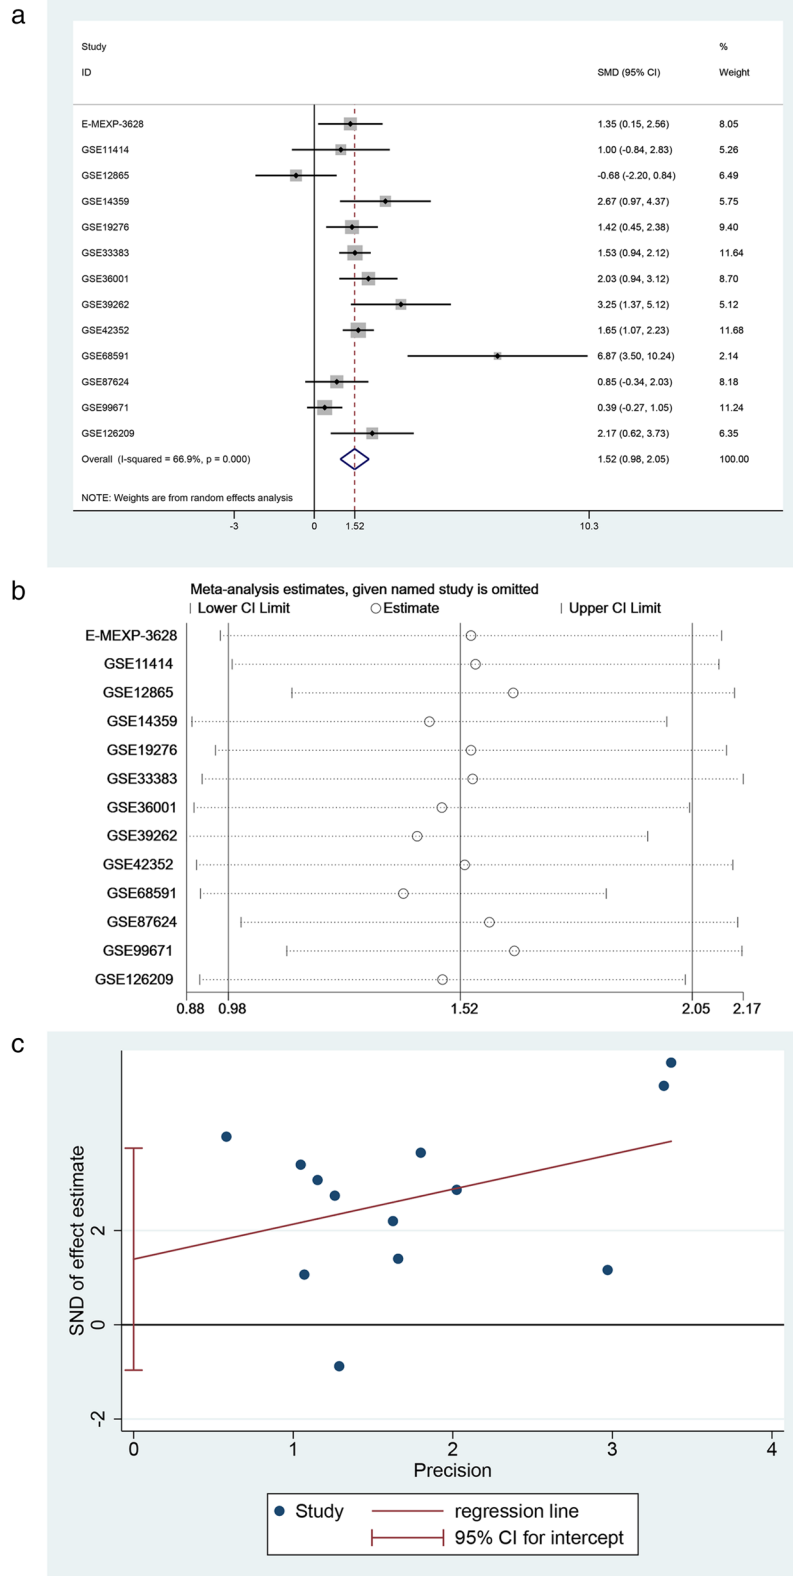 a
Study %
ID SMD (95% CI) Weight
E-MEXP-3628 1.35 (0.15, 2.56) 8.05
GSE11414 1.00 (-0.84, 2.83) 5.26
GSE12865 -0.68 (-2.20, 0.84) 6.49
GSE14359 2.67 (0.97, 4.37) 5.75
GSE19276 1.42 (0.45, 2.38) 9.40
GSE33383 1.53 (0.94, 2.12) 11.64
GSE36001 2.03 (0.94, 3.12) 8.70
GSE39262 3.25 (1.37, 5.12) 5.12
GSE42352 1.65 (1.07, 2.23) 11.68
GSE68591 6.87 (3.50, 10.24) 2.14
GSE87624 0.85 (-0.34, 2.03) 8.18
GSE99671 0.39 (-0.27, 1.05) 11.24
GSE126209 2.17 (0.62, 3.73) 6.35
Overall (I-squared = 66.9%, p = 0.000) 1.52 (0.98, 2.05) 100.00
NOTE: Weights are from random effects analysis
-3 0 1.52 10.3
b
Meta-analysis estimates, given named study is omitted
Lower CI Limit Estimate Upper CI Limit
E-MEXP-3628
GSE11414
GSE12865
GSE14359
GSE19276
GSE33383
GSE36001
GSE39262
GSE42352
GSE68591
GSE87624
GSE99671
GSE126209
0.88 0.98 1.52 2.05 2.17
c
SND of effect estimate
2
0
-2
0 1 2 3 4
Precision
Study regression line
95% CI for intercept